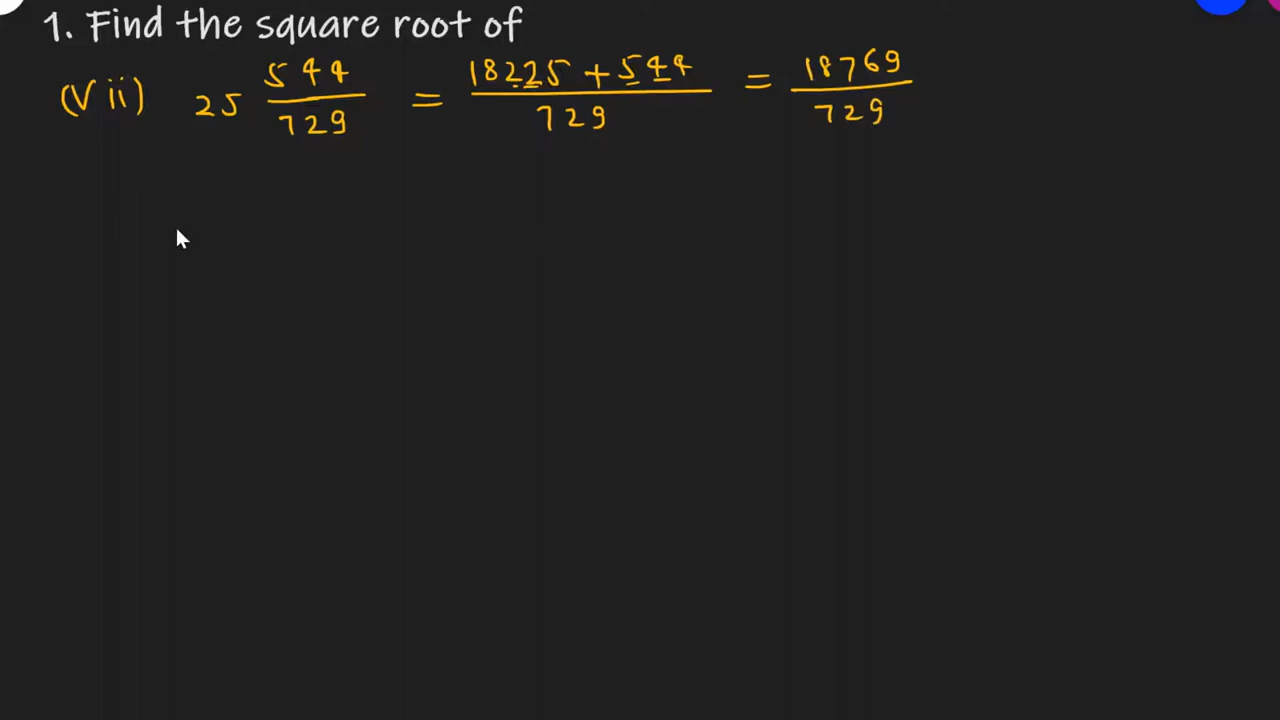 1. Find the square root of
(vii) 25 544/729 = 18225 + 544/729 = 18769/729